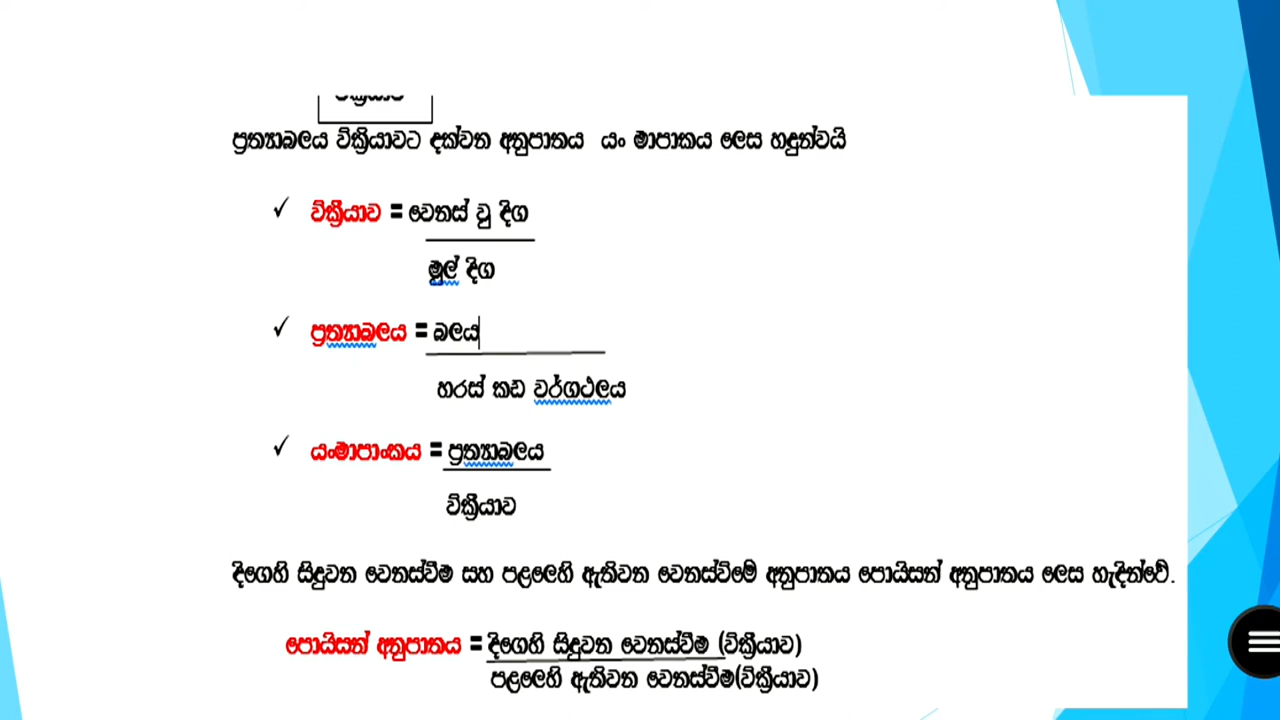 ප්‍රත්‍යාබලය වික්‍රියාවට දක්වන අනුපාතය යං මාපාකය ලෙස හදුන්වයි
✓ වික්‍රීයාව = වෙනස් වු දිග
මුල් දිග
✓ ප්‍රත්‍යාබලය = බලය
හරස් කඩ වර්ගථලය
✓ යංමාපාංකය = ප්‍රත්‍යාබලය
වික්‍රීයාව
දිගෙහි සිදුවන වෙනස්වීම සහ පළලෙහි ඇතිවන වෙනස්විමේ අනුපාතය පොයිසන් අනුපාතය ලෙස හැදින්වේ.
පොයිසන් අනුපාතය = දිගෙහි සිදුවන වෙනස්වීම (වික්‍රීයාව)
පළලෙහි ඇතිවන වෙනස්වීම(වික්‍රීයාව)